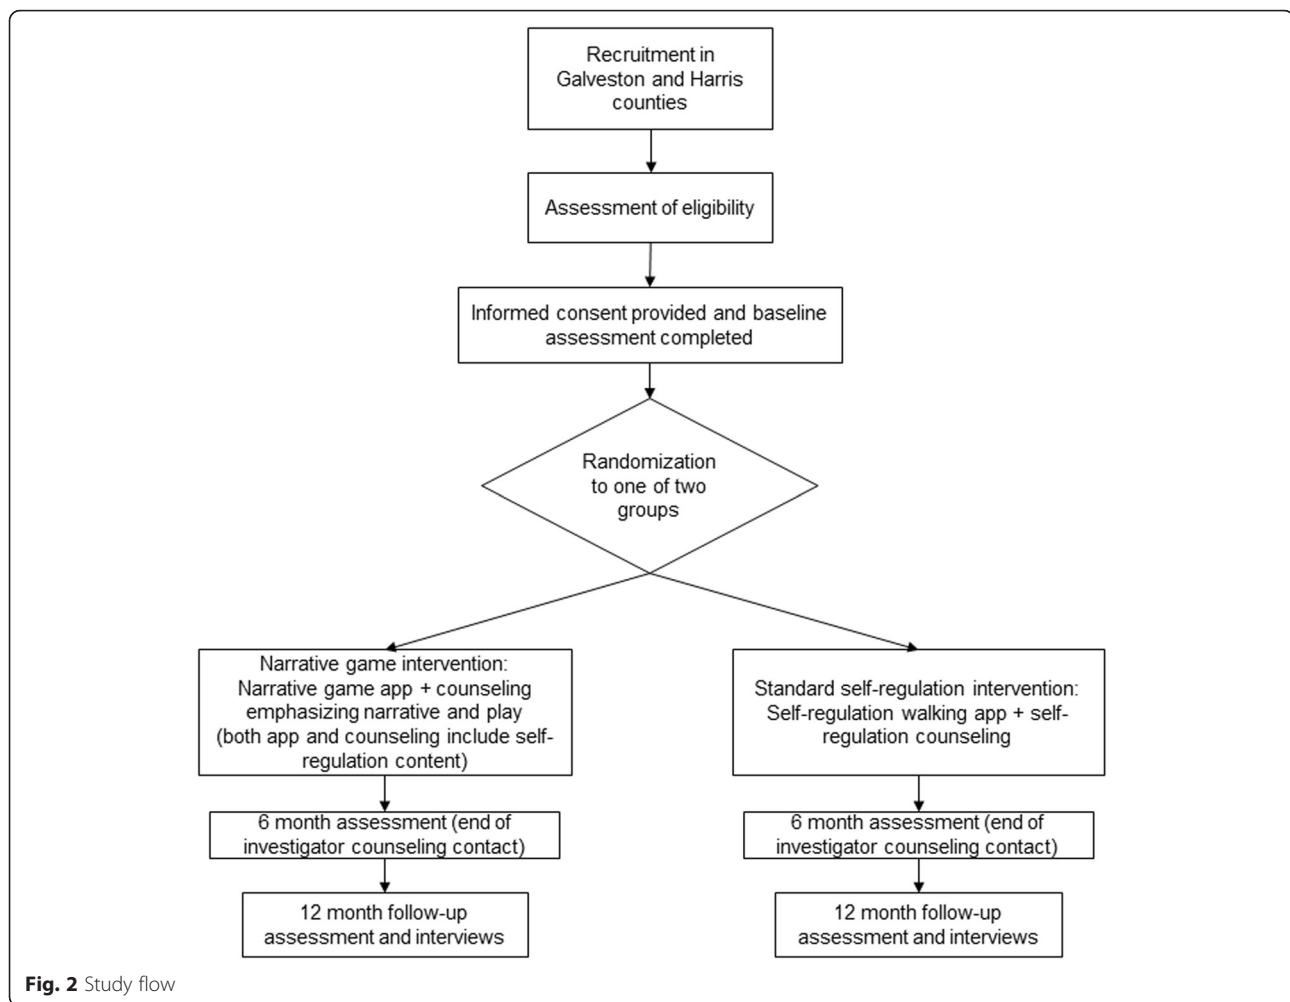 Recruitment in
Galveston and Harris
counties
Assessment of eligibility
Informed consent provided and baseline
assessment completed
Randomization
to one of two
groups
Narrative game intervention:
Narrative game app + counseling
emphasizing narrative and play
(both app and counseling include self-
regulation content)
Standard self-regulation intervention:
Self-regulation walking app + self-
regulation counseling
6 month assessment (end of
investigator counseling contact)
6 month assessment (end of
investigator counseling contact)
12 month follow-up
assessment and interviews
12 month follow-up
assessment and interviews
Fig. 2 Study flow